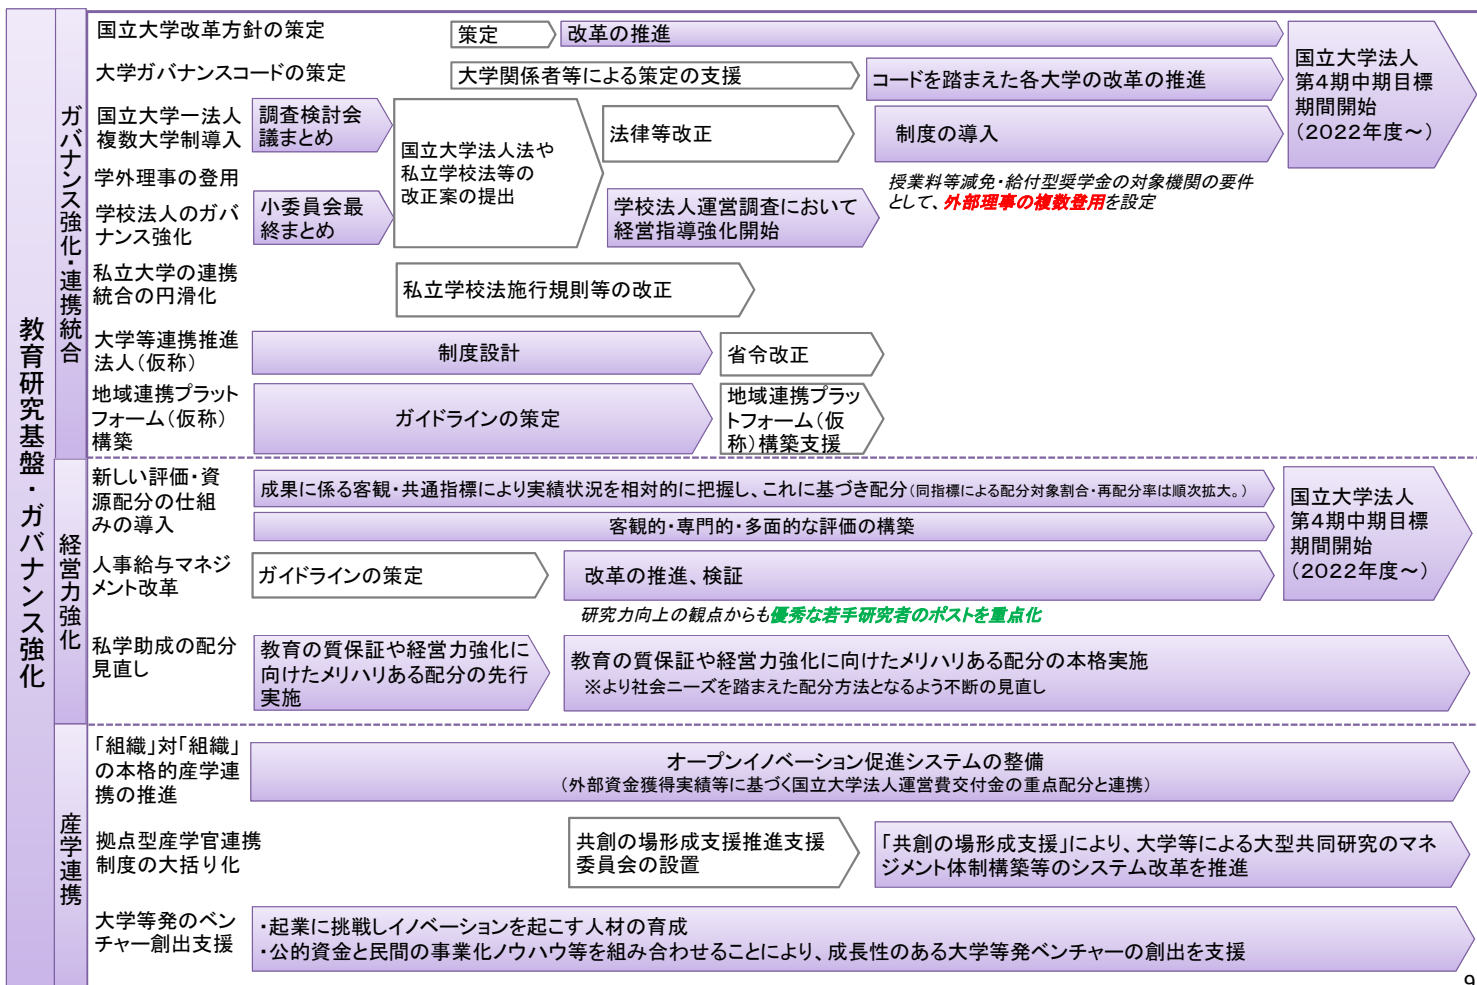 教育研究基盤・ガバナンス強化
ガバナンス強化・連携統合
国立大学改革方針の策定
策定
改革の推進
大学ガバナンスコードの策定
大学関係者等による策定の支援
コードを踏まえた各大学の改革の推進
国立大学法人
第4期中期目標
期間開始
(2022年度~)
国立大学一法人
複数大学制導入
調査検討会
議まとめ
国立大学法人法や
私立学校法等の
改正案の提出
法律等改正
制度の導入
学外理事の登用
授業料等減免・給付型奨学金の対象機関の要件
として、外部理事の複数登用を設定
学校法人のガバ
ナンス強化
小委員会最
終まとめ
学校法人運営調査において
経営指導強化開始
私立大学の連携
統合の円滑化
私立学校法施行規則等の改正
大学等連携推進
法人(仮称)
制度設計
省令改正
地域連携プラット
フォーム(仮称)
構築
ガイドラインの策定
地域連携プラッ
トフォーム(仮
称)構築支援
経営力強化
新しい評価・資
源配分の仕組
みの導入
成果に係る客観・共通指標により実績状況を相対的に把握し、これに基づき配分(同指標による配分対象割合・再配分率は順次拡大。)
客観的・専門的・多面的な評価の構築
国立大学法人
第4期中期目標
期間開始
(2022年度~)
人事給与マネジ
メント改革
ガイドラインの策定
改革の推進、検証
研究力向上の観点からも優秀な若手研究者のポストを重点化
私学助成の配分
見直し
教育の質保証や経営力強化に
向けたメリハリある配分の先行
実施
教育の質保証や経営力強化に向けたメリハリある配分の本格実施
※より社会ニーズを踏まえた配分方法となるよう不断の見直し
産学連携
「組織」対「組織」
の本格的産学連
携の推進
オープンイノベーション促進システムの整備
(外部資金獲得実績等に基づく国立大学法人運営費交付金の重点配分と連携)
拠点型産学官連携
制度の大括り化
共創の場形成支援推進支援
委員会の設置
「共創の場形成支援」により、大学等による大型共同研究のマネ
ジメント体制構築等のシステム改革を推進
大学等発のベン
チャー創出支援
・起業に挑戦しイノベーションを起こす人材の育成
・公的資金と民間の事業化ノウハウ等を組み合わせることにより、成長性のある大学等発ベンチャーの創出を支援
9